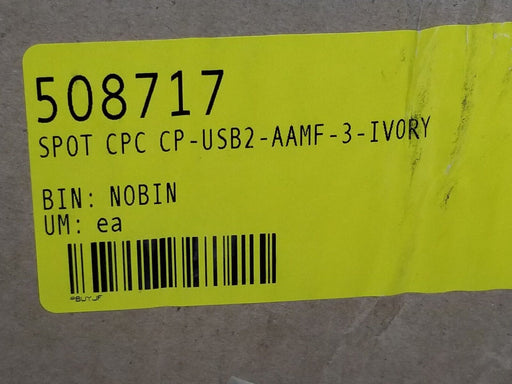 508717
SPOT CPC CP-USB2-AAMF-3-IVORY
BIN: NOBIN
UM: ea